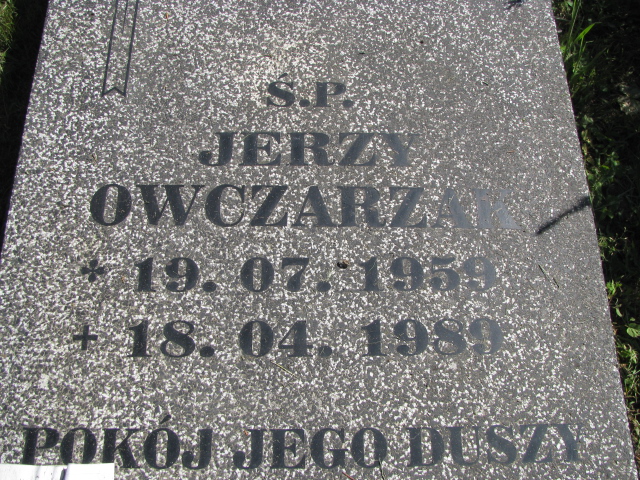 Ś.P.
JERZY
OWCZARZAK
* 19. 07. 1959
+ 18. 04. 1989
POKÓJ JEGO DUSZY